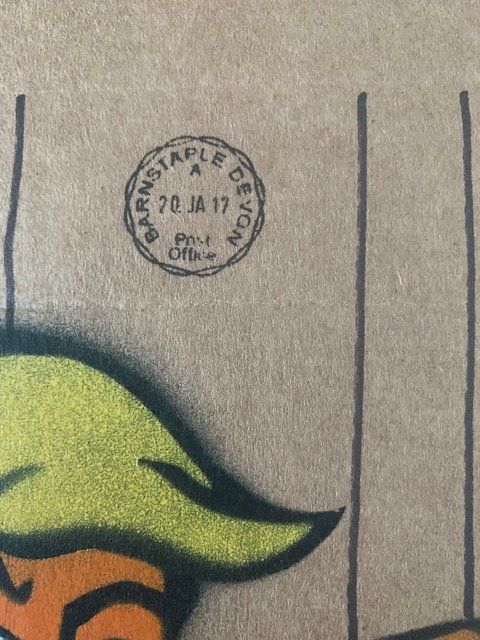 BARNSTAPLE DEVON
A
20. JA 17
Post
Office